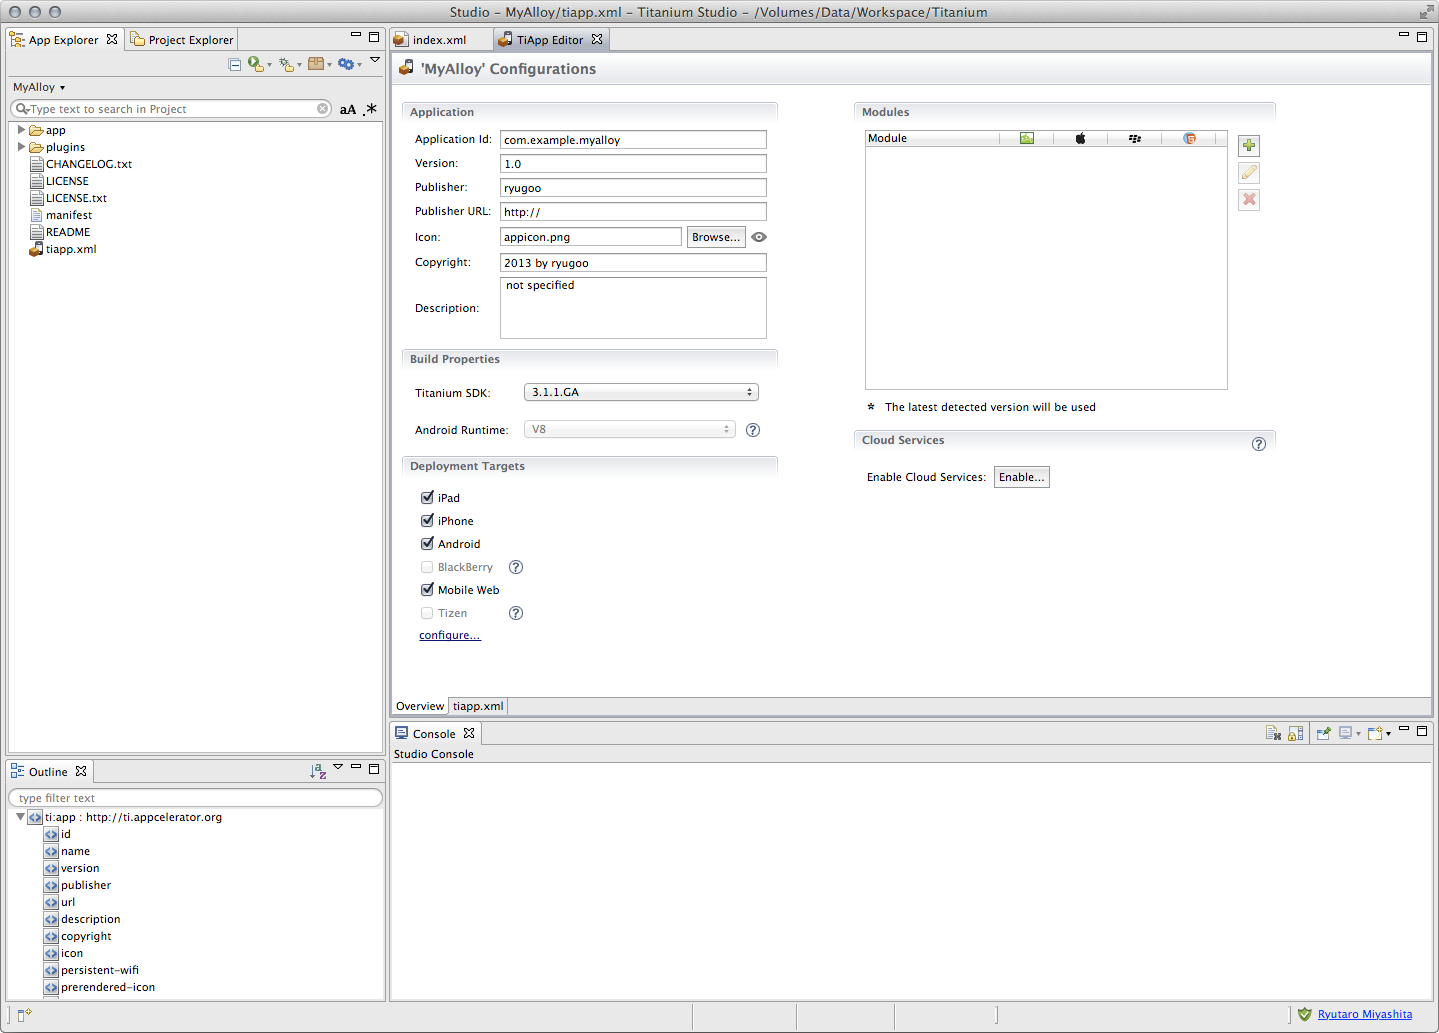 Studio – MyAlloy/tiapp.xml – Titanium Studio – /Volumes/Data/Workspace/Titanium
App Explorer
Project Explorer
MyAlloy
Type text to search in Project
aA .*
app
plugins
CHANGELOG.txt
LICENSE
LICENSE.txt
manifest
README
tiapp.xml
Outline
type filter text
ti:app : http://ti.appcelerator.org
id
name
version
publisher
url
description
copyright
icon
persistent-wifi
prerendered-icon
index.xml
TiApp Editor
'MyAlloy' Configurations
Application
Application Id: com.example.myalloy
Version: 1.0
Publisher: ryugoo
Publisher URL: http://
Icon: appicon.png Browse...
Copyright: 2013 by ryugoo
Description: not specified
Build Properties
Titanium SDK: 3.1.1.GA
Android Runtime: V8 ?
Deployment Targets
iPad
iPhone
Android
BlackBerry ?
Mobile Web
Tizen ?
configure...
Modules
Module
* The latest detected version will be used
Cloud Services ?
Enable Cloud Services: Enable...
Overview
tiapp.xml
Console
Studio Console
Ryutaro Miyashita